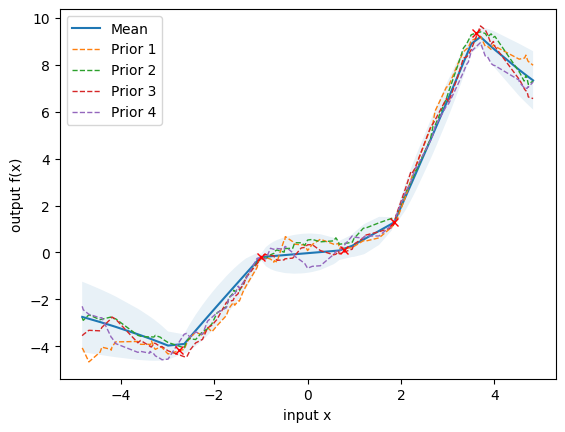 Mean
Prior 1
Prior 2
Prior 3
Prior 4
10
8
6
4
2
0
−2
−4
output f(x)
−4
−2
0
2
4
input x